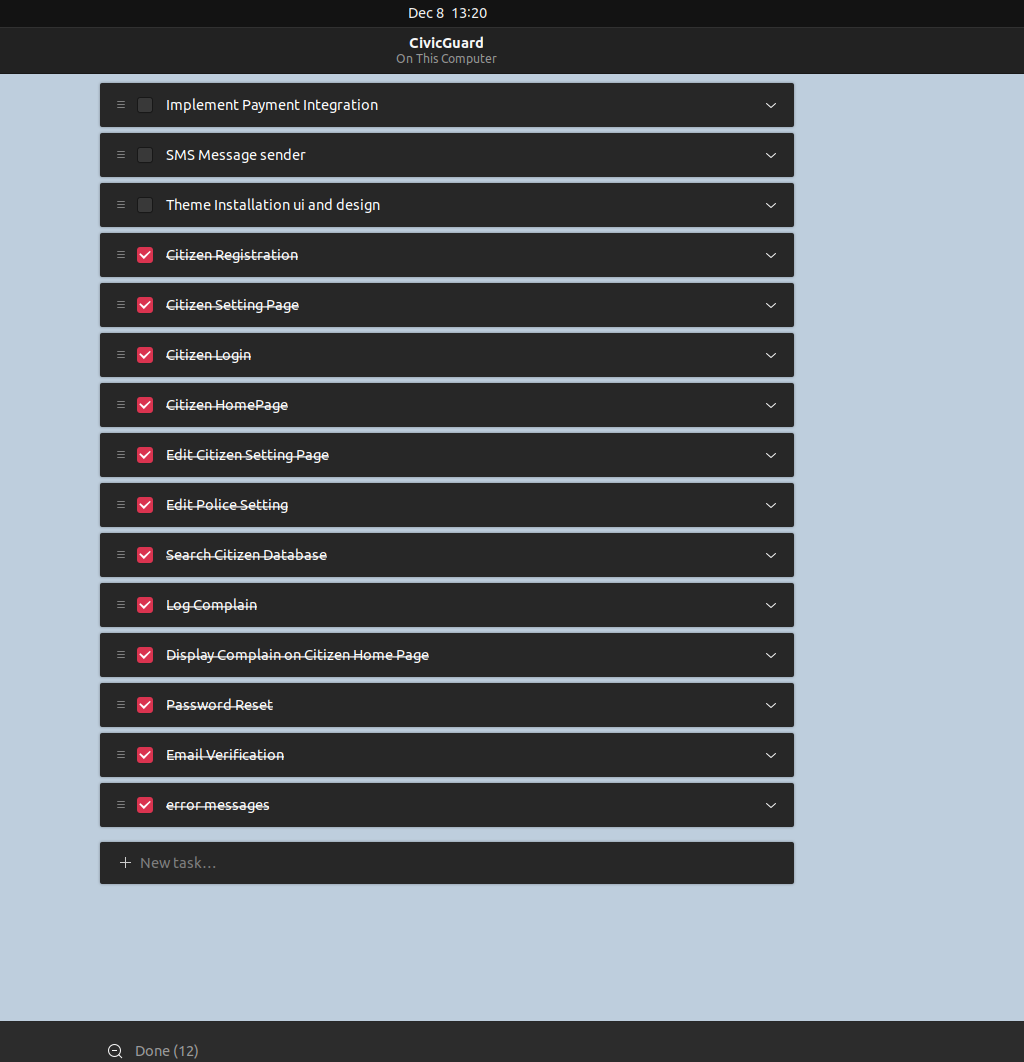 Dec 8 13:20
CivicGuard
On This Computer
Implement Payment Integration
SMS Message sender
Theme Installation ui and design
Citizen Registration
Citizen Setting Page
Citizen Login
Citizen HomePage
Edit Citizen Setting Page
Edit Police Setting
Search Citizen Database
Log Complain
Display Complain on Citizen Home Page
Password Reset
Email Verification
error messages
New task...
Done (12)